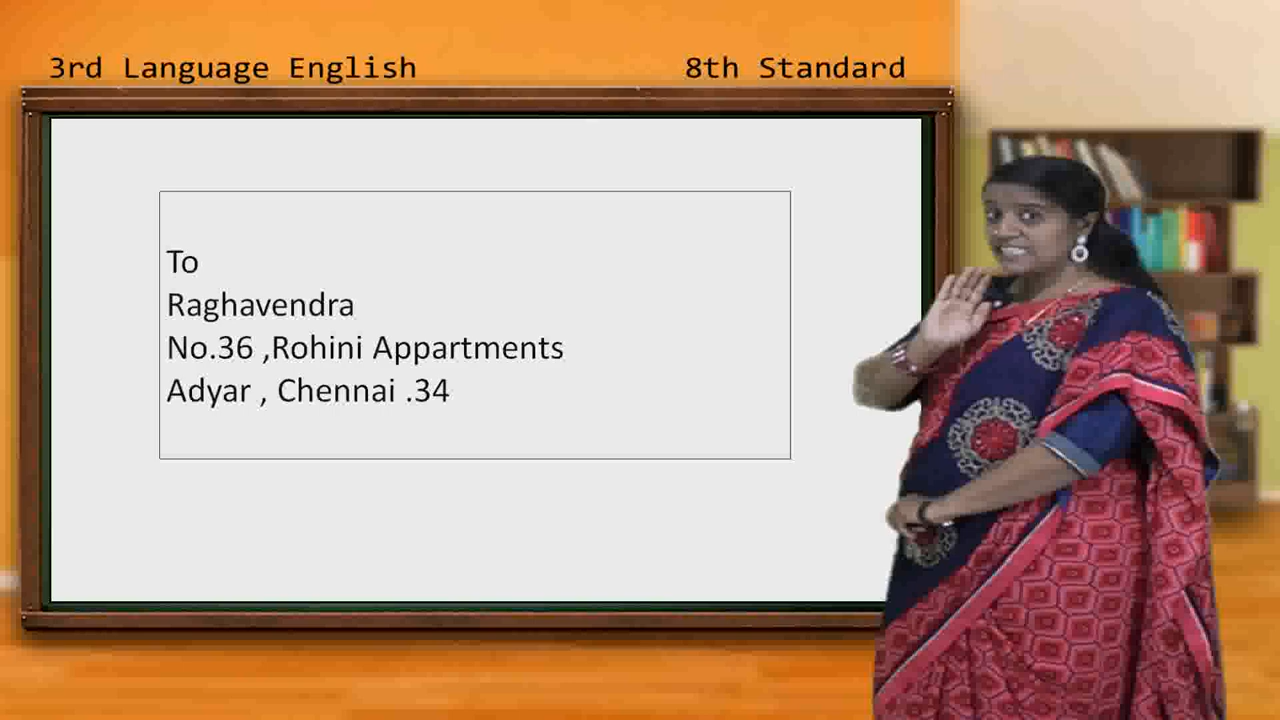 3rd Language English
8th Standard
To
Raghavendra
No.36 ,Rohini Appartments
Adyar , Chennai .34